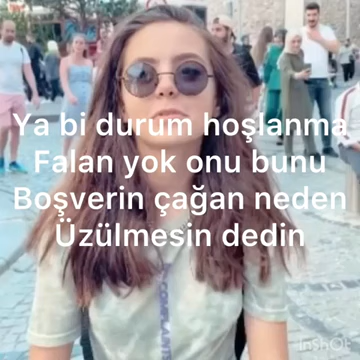 Ya bi durum hoşlanma
Falan yok onu bunu
Boşverin çağan neden
Üzülmesin dedin
InShOt